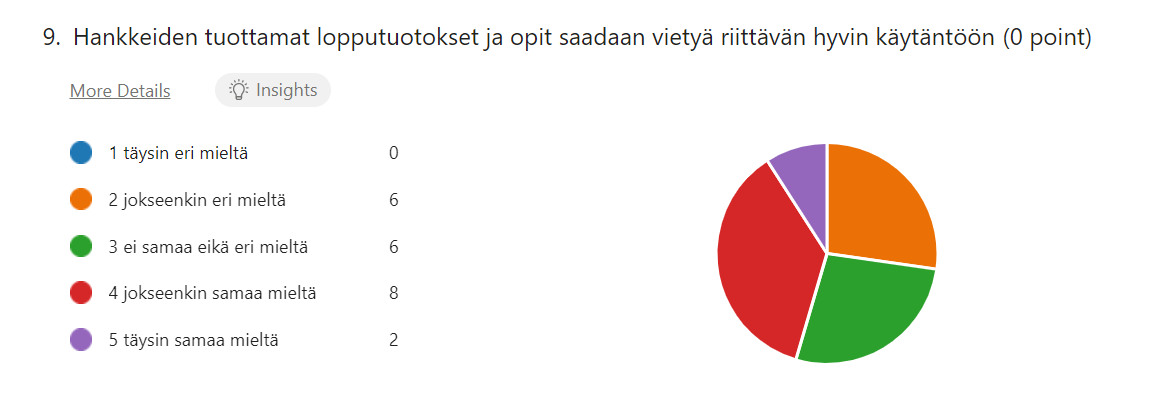 9. Hankkeiden tuottamat lopputuotokset ja opit saadaan vietyä riittävän hyvin käytäntöön (0 point)
More Details Insights
1 täysin eri mieltä 0
2 jokseenkin eri mieltä 6
3 ei samaa eikä eri mieltä 6
4 jokseenkin samaa mieltä 8
5 täysin samaa mieltä 2